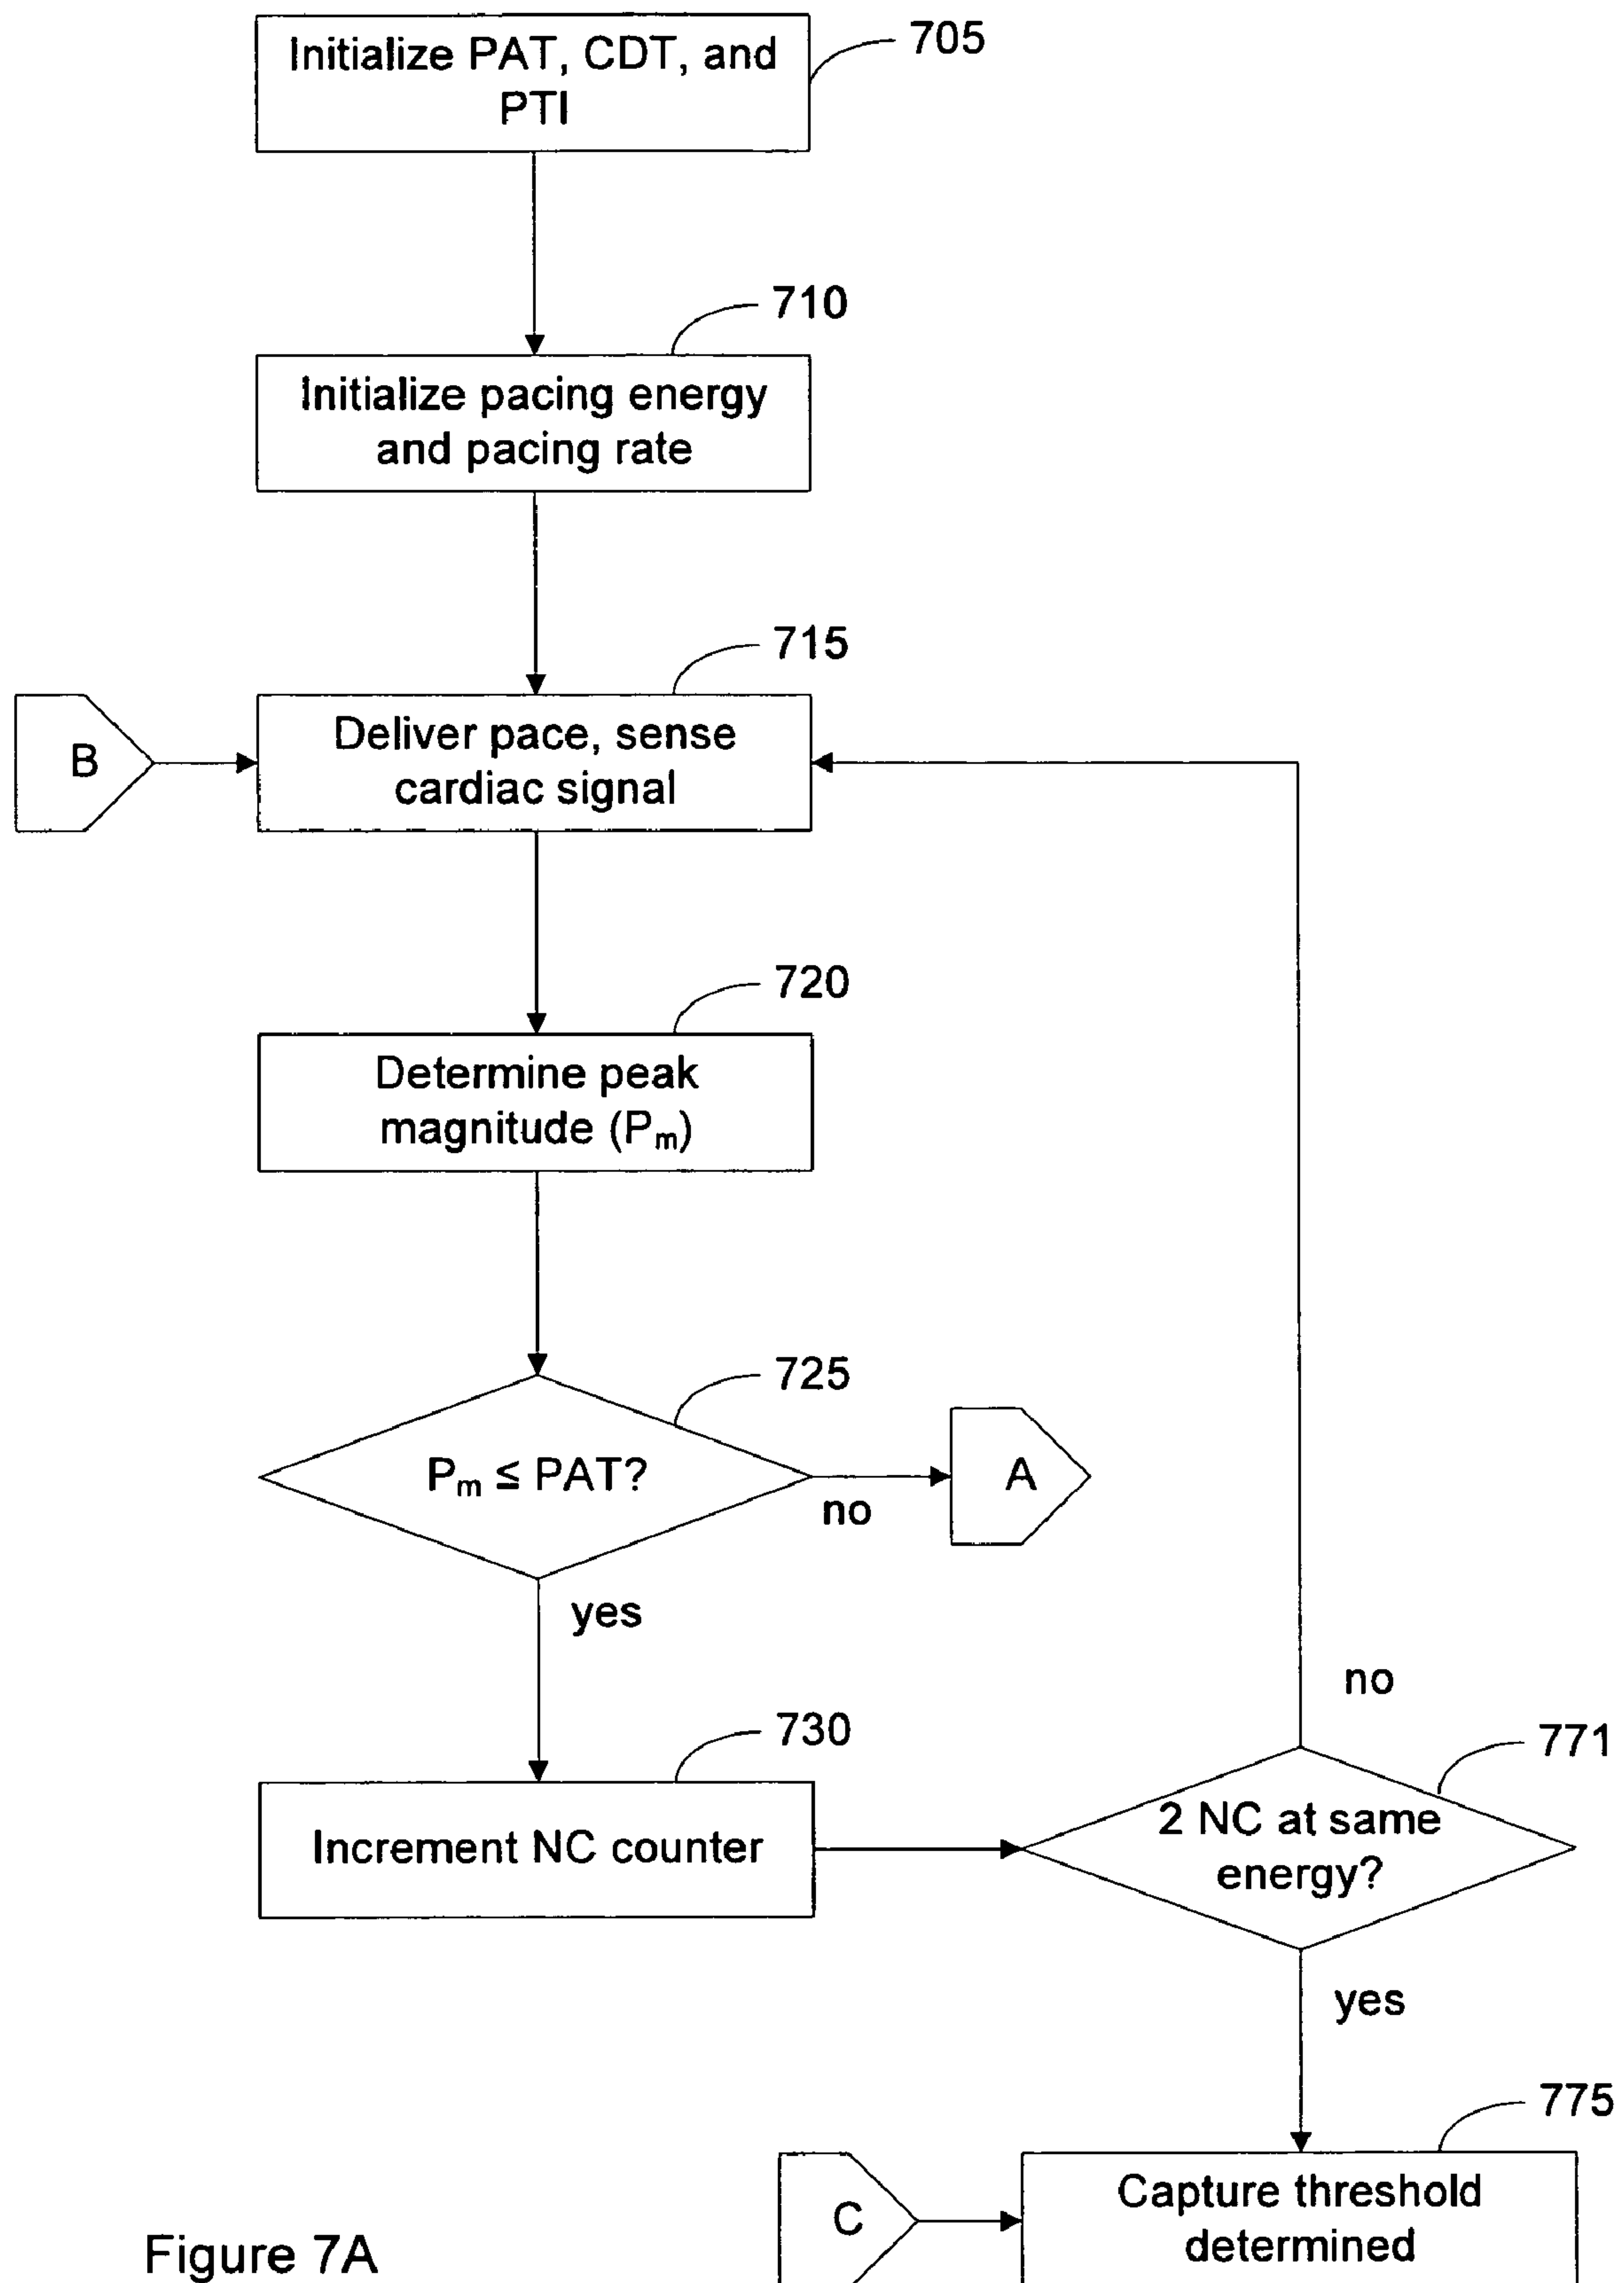 Initialize PAT, CDT, and
PTI
705
710
Initialize pacing energy
and pacing rate
715
B
Deliver pace, sense
cardiac signal
720
Determine peak
magnitude (Pm)
725
Pm ≤ PAT?
no
A
yes
no
730
771
Increment NC counter
2 NC at same
energy?
yes
775
C
Capture threshold
determined
Figure 7A